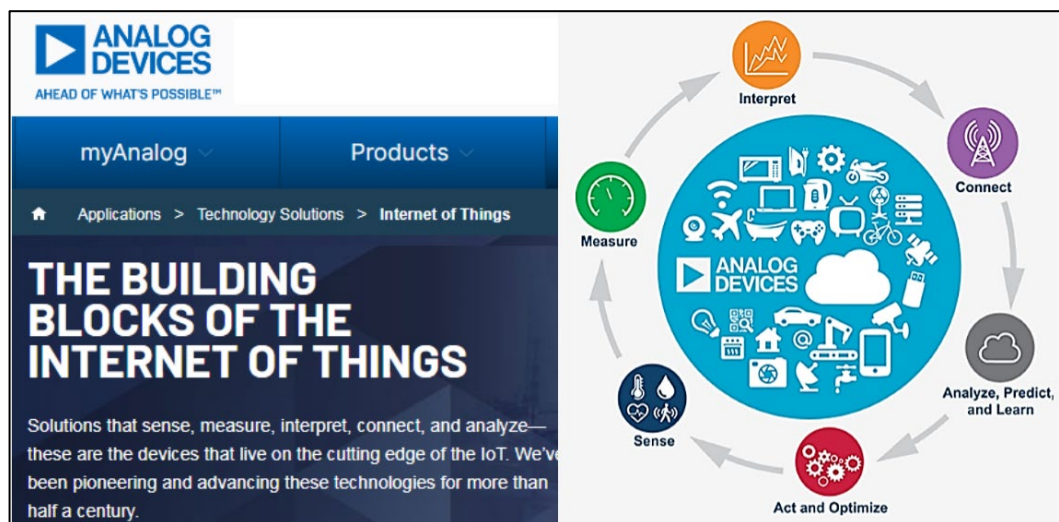 ANALOG
DEVICES
AHEAD OF WHAT'S POSSIBLE™
myAnalog
Products
Applications > Technology Solutions > Internet of Things
THE BUILDING
BLOCKS OF THE
INTERNET OF THINGS
Solutions that sense, measure, interpret, connect, and analyze—
these are the devices that live on the cutting edge of the IoT. We've
been pioneering and advancing these technologies for more than
half a century.
Interpret
Connect
Measure
ANALOG
DEVICES
@
Analyze, Predict,
and Learn
Sense
Act and Optimize